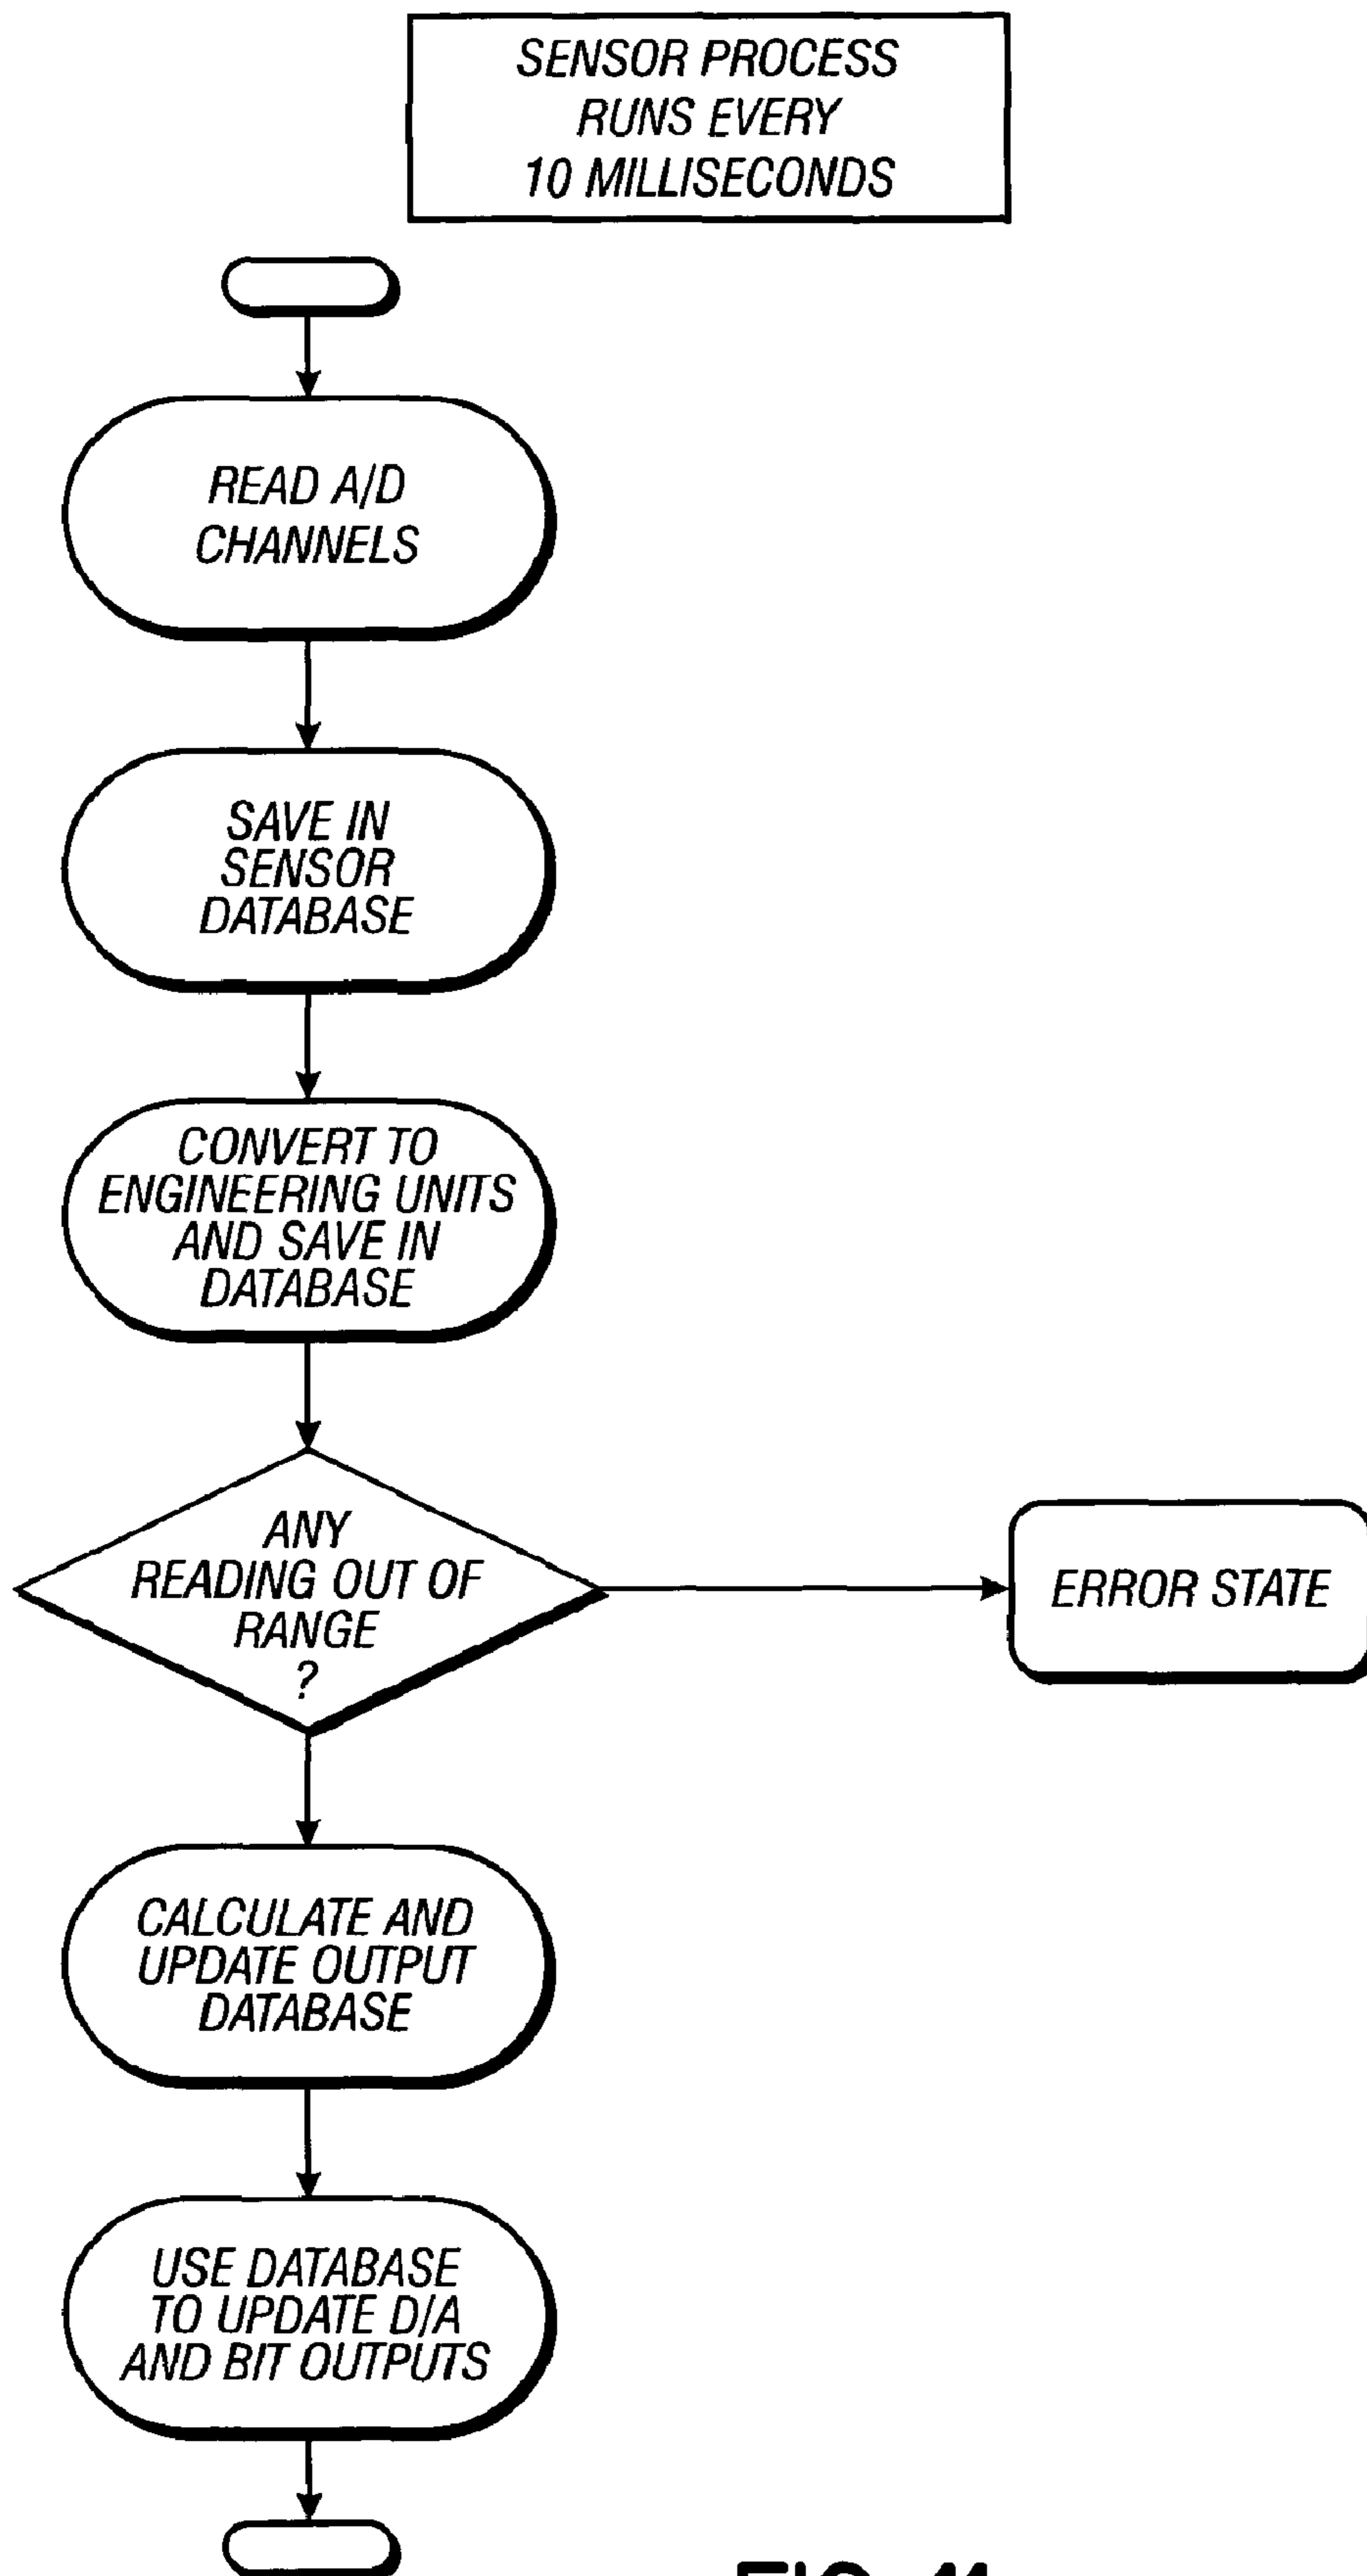 SENSOR PROCESS
RUNS EVERY
10 MILLISECONDS
READ A/D
CHANNELS
SAVE IN
SENSOR
DATABASE
CONVERT TO
ENGINEERING UNITS
AND SAVE IN
DATABASE
ANY
READING OUT OF
RANGE
?
ERROR STATE
CALCULATE AND
UPDATE OUTPUT
DATABASE
USE DATABASE
TO UPDATE D/A
AND BIT OUTPUTS
FIG. 11